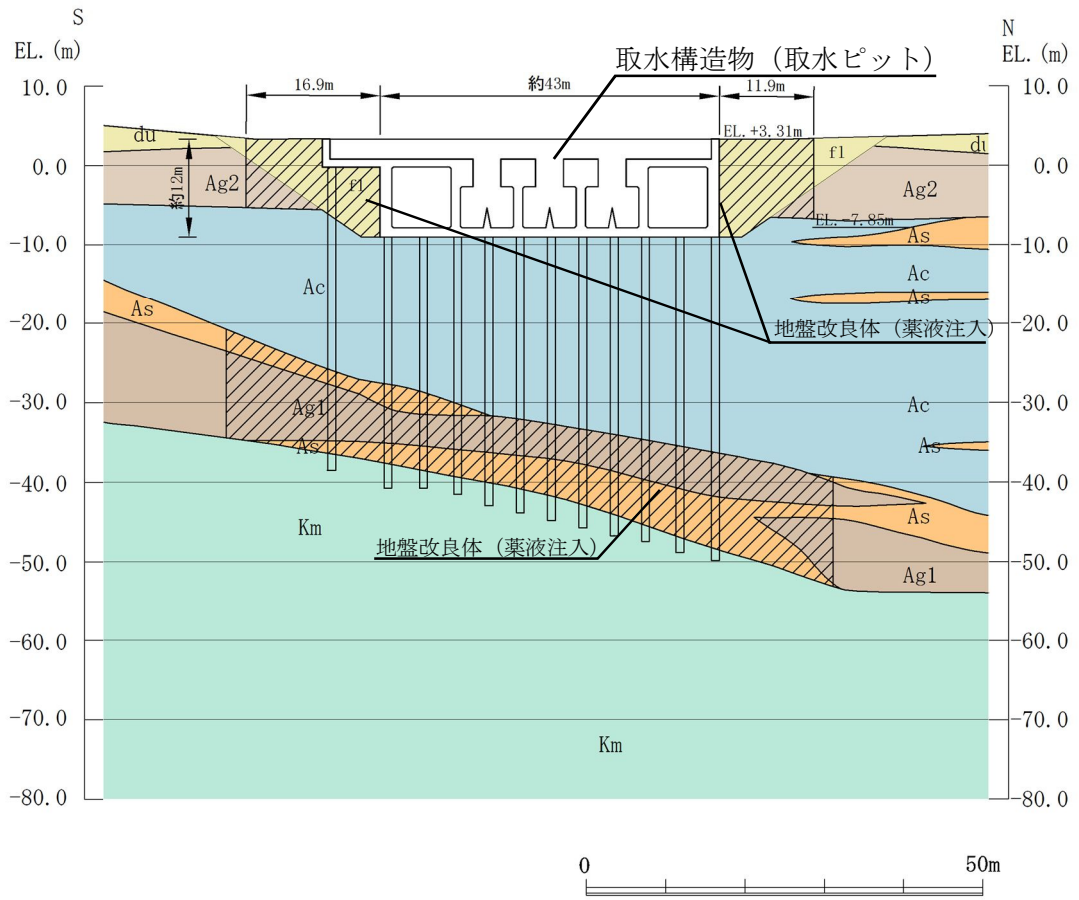 S
EL.(m)
N
EL.(m)
取水構造物（取水ピット）
16.9m
約43m
11.9m
10.0
10.0
EL.+3.31m
du
f1
du
0.0
0.0
約12m
Ag2
f1
Ag2
EL.-7.85m
As
-10.0
-10.0
Ac
Ac
As
As
-20.0
地盤改良体（薬液注入）
-20.0
-30.0
Ag1
Ac
-30.0
As
As
-40.0
-40.0
As
Km
地盤改良体（薬液注入）
-50.0
Ag1
-50.0
-60.0
-60.0
-70.0
-70.0
Km
-80.0
-80.0
0
50m